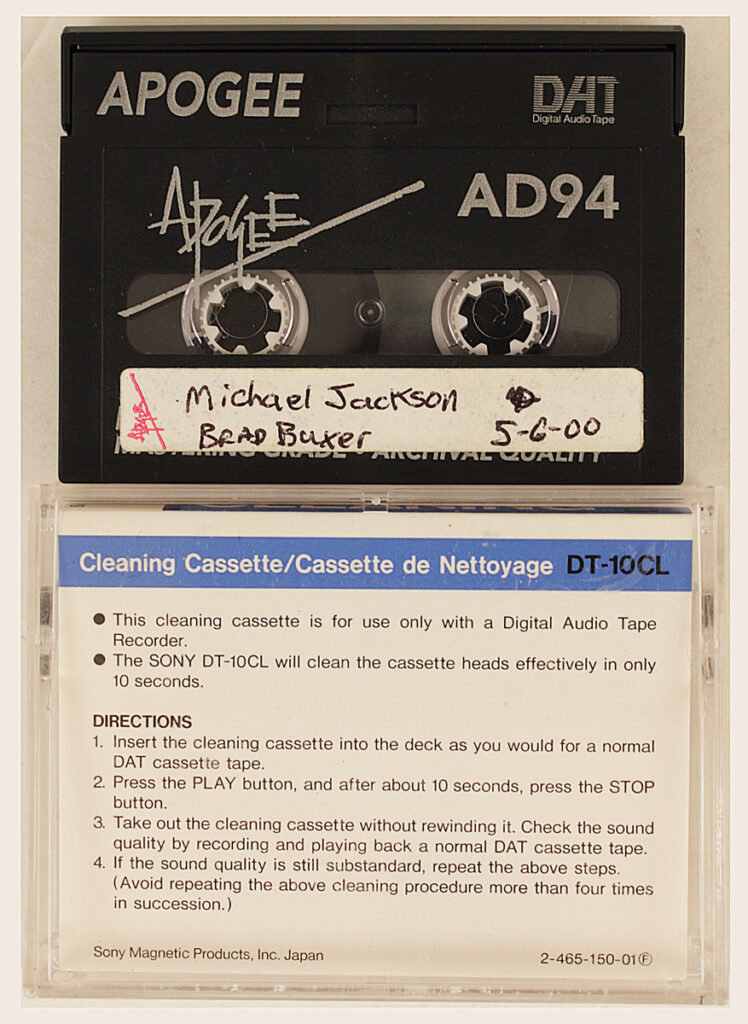 APOGEE
DAT
Digital Audio Tape
APOGEE
AD94
Michael Jackson
BRAD Buxer 5-6-00
MASTERING GRADE • ARCHIVAL QUALITY
Cleaning Cassette/Cassette de Nettoyage DT-10CL
● This cleaning cassette is for use only with a Digital Audio Tape
Recorder.
● The SONY DT-10CL will clean the cassette heads effectively in only
10 seconds.
DIRECTIONS
1. Insert the cleaning cassette into the deck as you would for a normal
DAT cassette tape.
2. Press the PLAY button, and after about 10 seconds, press the STOP
button.
3. Take out the cleaning cassette without rewinding it. Check the sound
quality by recording and playing back a normal DAT cassette tape.
4. If the sound quality is still substandard, repeat the above steps.
(Avoid repeating the above cleaning procedure more than four times
in succession.)
Sony Magnetic Products, Inc. Japan
2-465-150-01Ⓕ